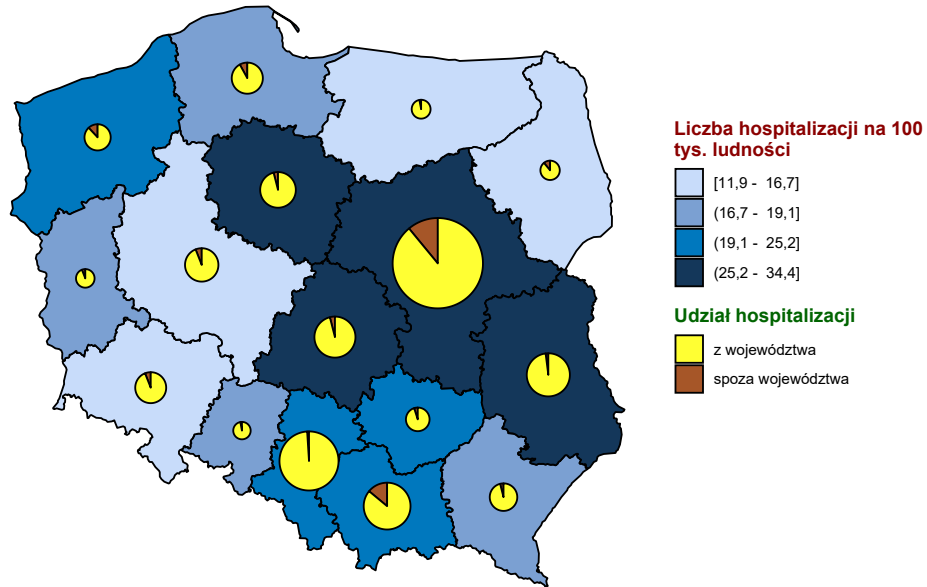 Liczba hospitalizacji na 100
tys. ludności
[11,9 - 16,7]
(16,7 - 19,1]
(19,1 - 25,2]
(25,2 - 34,4]
Udział hospitalizacji
z województwa
spoza województwa